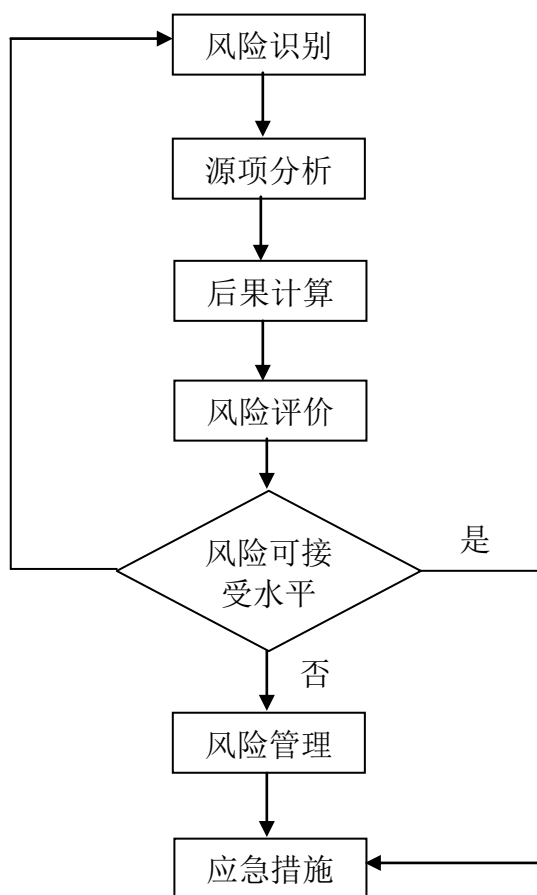 风险识别
源项分析
后果计算
风险评价
风险可接
受水平
是
否
风险管理
应急措施